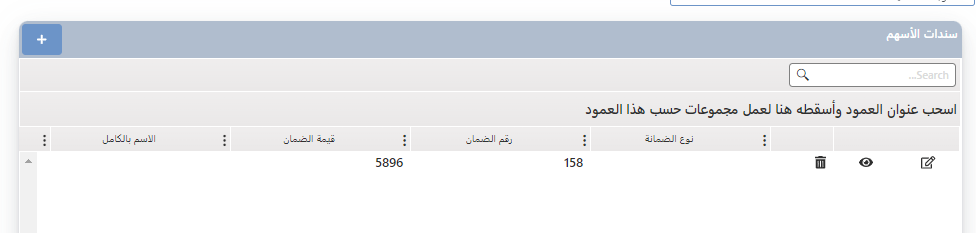 سندات الأسهم
+
Search...
اسحب عنوان العمود وأسقطه هنا لعمل مجموعات حسب هذا العمود
نوع الضمانة رقم الضمان قيمة الضمان الاسم بالكامل
158 5896